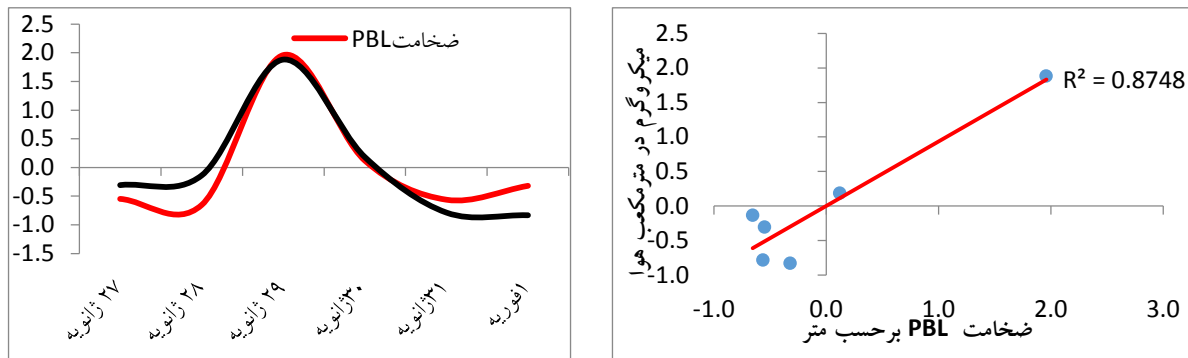 2.5
2.0
1.5
1.0
0.5
0.0
-0.5
-1.0
-1.5
ضخامتPBL
۲۷ ژانویه
۲۸ ژانویه
۲۹ ژانویه
۳۰ژانویه
۳۱ژانویه
۱فوریه
میکروگرم در مترمکعب هوا
2.5
2.0
1.5
1.0
0.5
0.0
-0.5
-1.0
R² = 0.8748
-1.0 0.0 1.0 2.0 3.0
ضخامت PBL برحسب متر